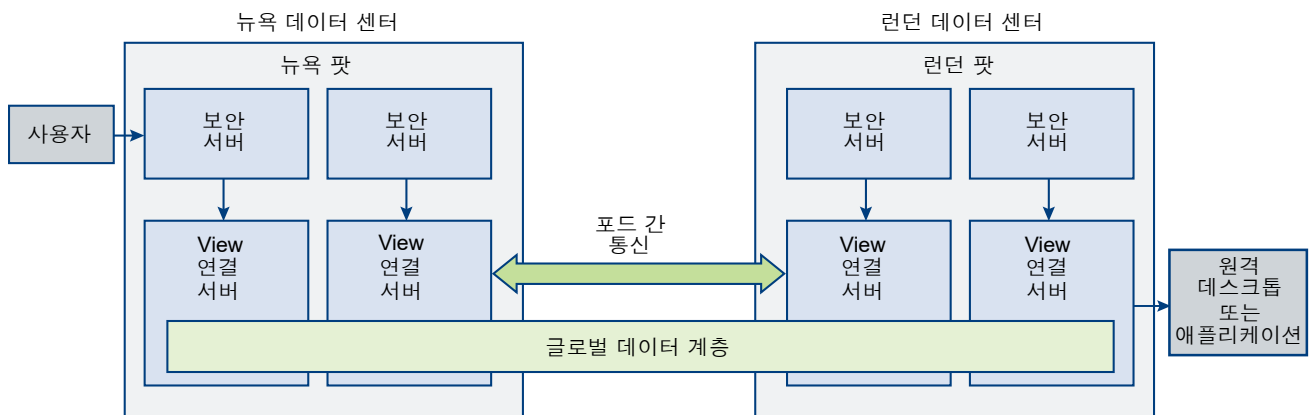 뉴욕 데이터 센터
런던 데이터 센터
뉴욕 팟
런던 팟
사용자
보안
서버
보안
서버
보안
서버
보안
서버
포드 간
통신
View
연결
서버
View
연결
서버
View
연결
서버
View
연결
서버
원격
데스크톱
또는
애플리케이션
글로벌 데이터 계층